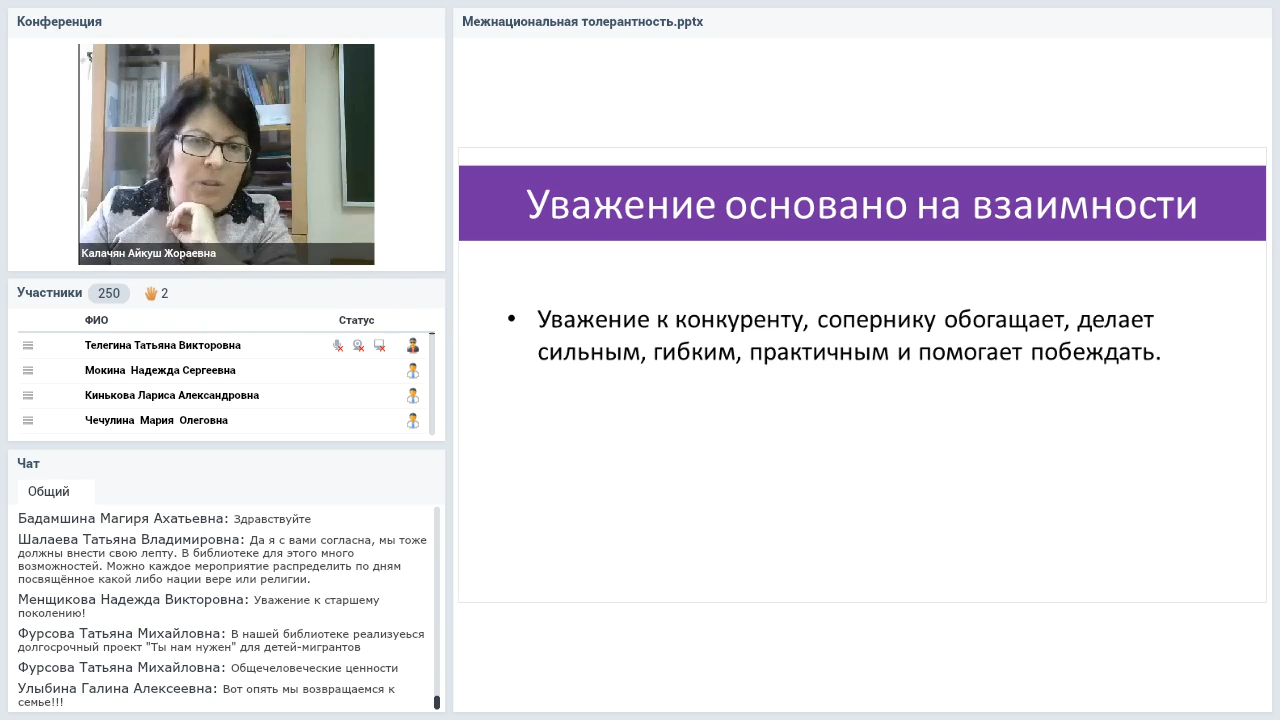 Конференция
Калачян Айкуш Жораевна
Участники 250 2
ФИО Статус
Телегина Татьяна Викторовна
Мокина Надежда Сергеевна
Кинькова Лариса Александровна
Чечулина Мария Олеговна
Чат
Общий
Бадамшина Магиря Ахатьевна: Здравствуйте
Шалаева Татьяна Владимировна: Да я с вами согласна, мы тоже
должны внести свою лепту. В библиотеке для этого много
возможностей. Можно каждое мероприятие распределить по дням
посвящённое какой либо нации вере или религии.
Менщикова Надежда Викторовна: Уважение к старшему
поколению!
Фурсова Татьяна Михайловна: В нашей библиотеке реализуеься
долгосрочный проект "Ты нам нужен" для детей-мигрантов
Фурсова Татьяна Михайловна: Общечеловеческие ценности
Улыбина Галина Алексеевна: Вот опять мы возвращаемся к
семье!!!
Межнациональная толерантность.pptx
Уважение основано на взаимности
• Уважение к конкуренту, сопернику обогащает, делает
сильным, гибким, практичным и помогает побеждать.